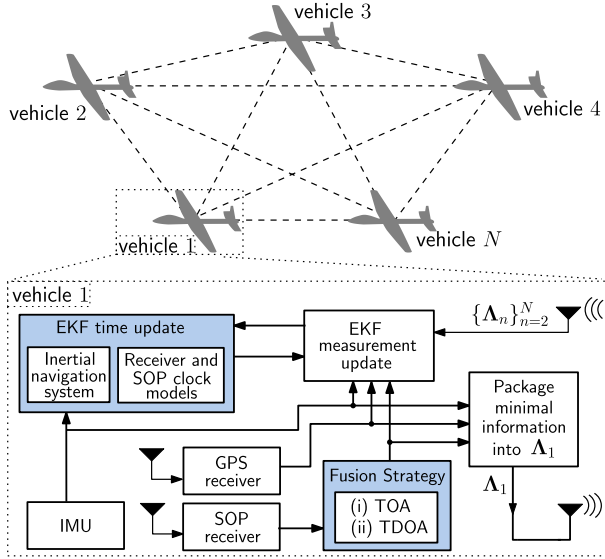 vehicle 3
vehicle 2
vehicle 4
vehicle 1
vehicle N
vehicle 1
EKF time update
Inertial
navigation
system
Receiver and
SOP clock
models
EKF
measurement
update
{Λₙ}ᴺₙ₌₂
Package
minimal
information
into Λ₁
GPS
receiver
Fusion Strategy
(i) TOA
(ii) TDOA
Λ₁
IMU
SOP
receiver